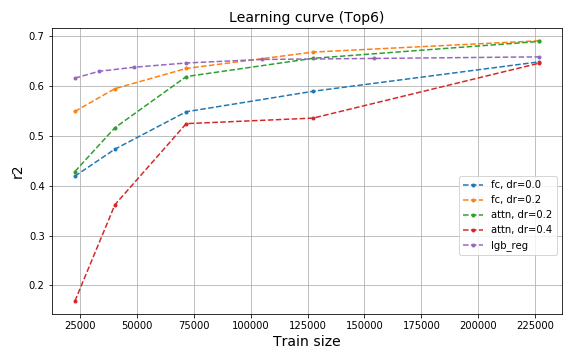 Learning curve (Top6)
r2
0.7
0.6
0.5
0.4
0.3
0.2
fc, dr=0.0
fc, dr=0.2
attn, dr=0.2
attn, dr=0.4
lgb_reg
25000 50000 75000 100000 125000 150000 175000 200000 225000
Train size